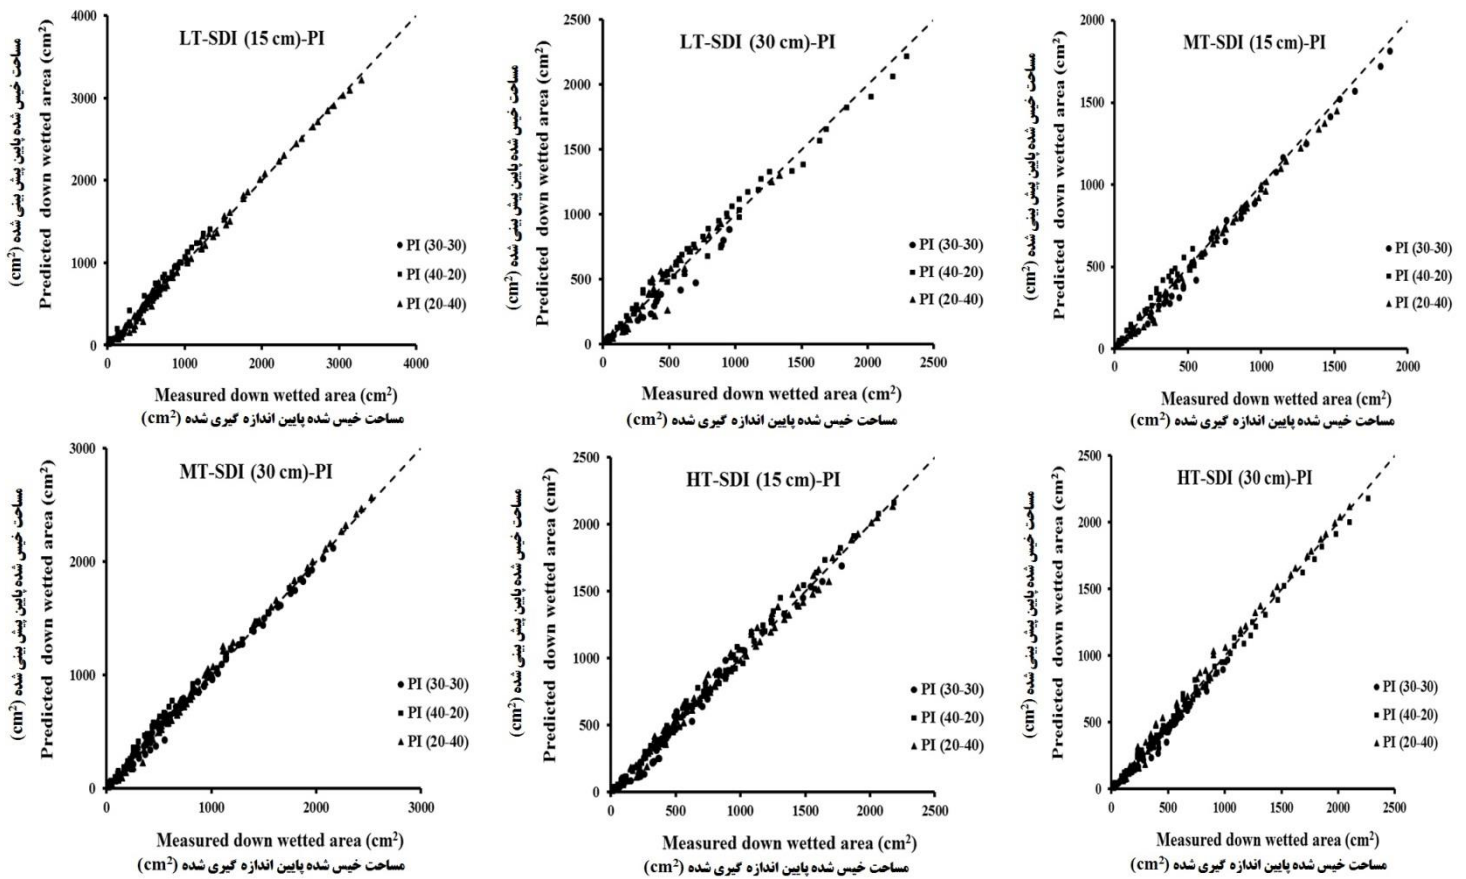 LT-SDI (15 cm)-PI
مساحت خیس شده پایین پیش بینی شده (cm²)
Predicted down wetted area (cm²)
4000
3000
2000
1000
0
PI (30-30)
PI (40-20)
PI (20-40)
0 1000 2000 3000 4000
Measured down wetted area (cm²)
مساحت خیس شده پایین اندازه گیری شده (cm²)
LT-SDI (30 cm)-PI
مساحت خیس شده پایین پیش بینی شده (cm²)
Predicted down wetted area (cm²)
2500
2000
1500
1000
500
0
PI (30-30)
PI (40-20)
PI (20-40)
0 500 1000 1500 2000 2500
Measured down wetted area (cm²)
مساحت خیس شده پایین اندازه گیری شده (cm²)
MT-SDI (15 cm)-PI
مساحت خیس شده پایین پیش بینی شده (cm²)
Predicted down wetted area (cm²)
2000
1500
1000
500
0
PI (30-30)
PI (40-20)
PI (20-40)
0 500 1000 1500 2000
Measured down wetted area (cm²)
مساحت خیس شده پایین اندازه گیری شده (cm²)
MT-SDI (30 cm)-PI
مساحت خیس شده پایین پیش بینی شده (cm²)
Predicted down wetted area (cm²)
3000
2000
1000
0
PI (30-30)
PI (40-20)
PI (20-40)
0 1000 2000 3000
Measured down wetted area (cm²)
مساحت خیس شده پایین اندازه گیری شده (cm²)
HT-SDI (15 cm)-PI
مساحت خیس شده پایین پیش بینی شده (cm²)
Predicted down wetted area (cm²)
2500
2000
1500
1000
500
0
PI (30-30)
PI (40-20)
PI (20-40)
0 500 1000 1500 2000 2500
Measured down wetted area (cm²)
مساحت خیس شده پایین اندازه گیری شده (cm²)
HT-SDI (30 cm)-PI
مساحت خیس شده پایین پیش بینی شده (cm²)
Predicted down wetted area (cm²)
2500
2000
1500
1000
500
0
PI (30-30)
PI (40-20)
PI (20-40)
0 500 1000 1500 2000 2500
Measured down wetted area (cm²)
مساحت خیس شده پایین اندازه گیری شده (cm²)